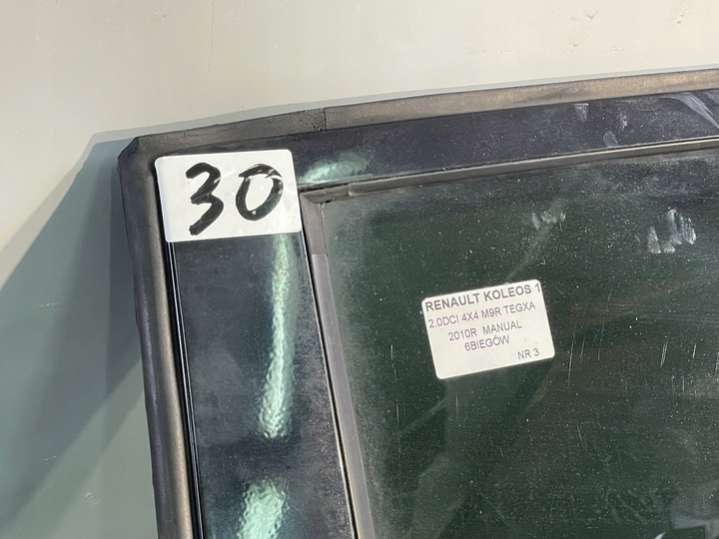 30
RENAULT KOLEOS 1
2.0DCI 4X4 M9R TEGXA
2010R MANUAL
6BIEGÓW
NR 3